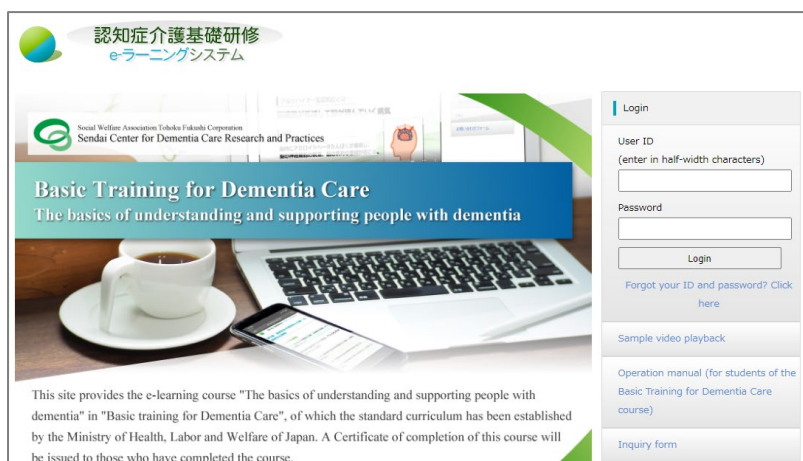 認知症介護基礎研修
e-ラーニングシステム
Social Welfare Association Tohoku Fukushi Corporation
Sendai Center for Dementia Care Research and Practices
Basic Training for Dementia Care
The basics of understanding and supporting people with dementia
This site provides the e-learning course "The basics of understanding and supporting people with
dementia" in "Basic training for Dementia Care", of which the standard curriculum has been established
by the Ministry of Health, Labor and Welfare of Japan. A Certificate of completion of this course will
be issued to those who have completed the course.
Login
User ID
(enter in half-width characters)
Password
Login
Forgot your ID and password? Click
here
Sample video playback
Operation manual (for students of the
Basic Training for Dementia Care
course)
Inquiry form